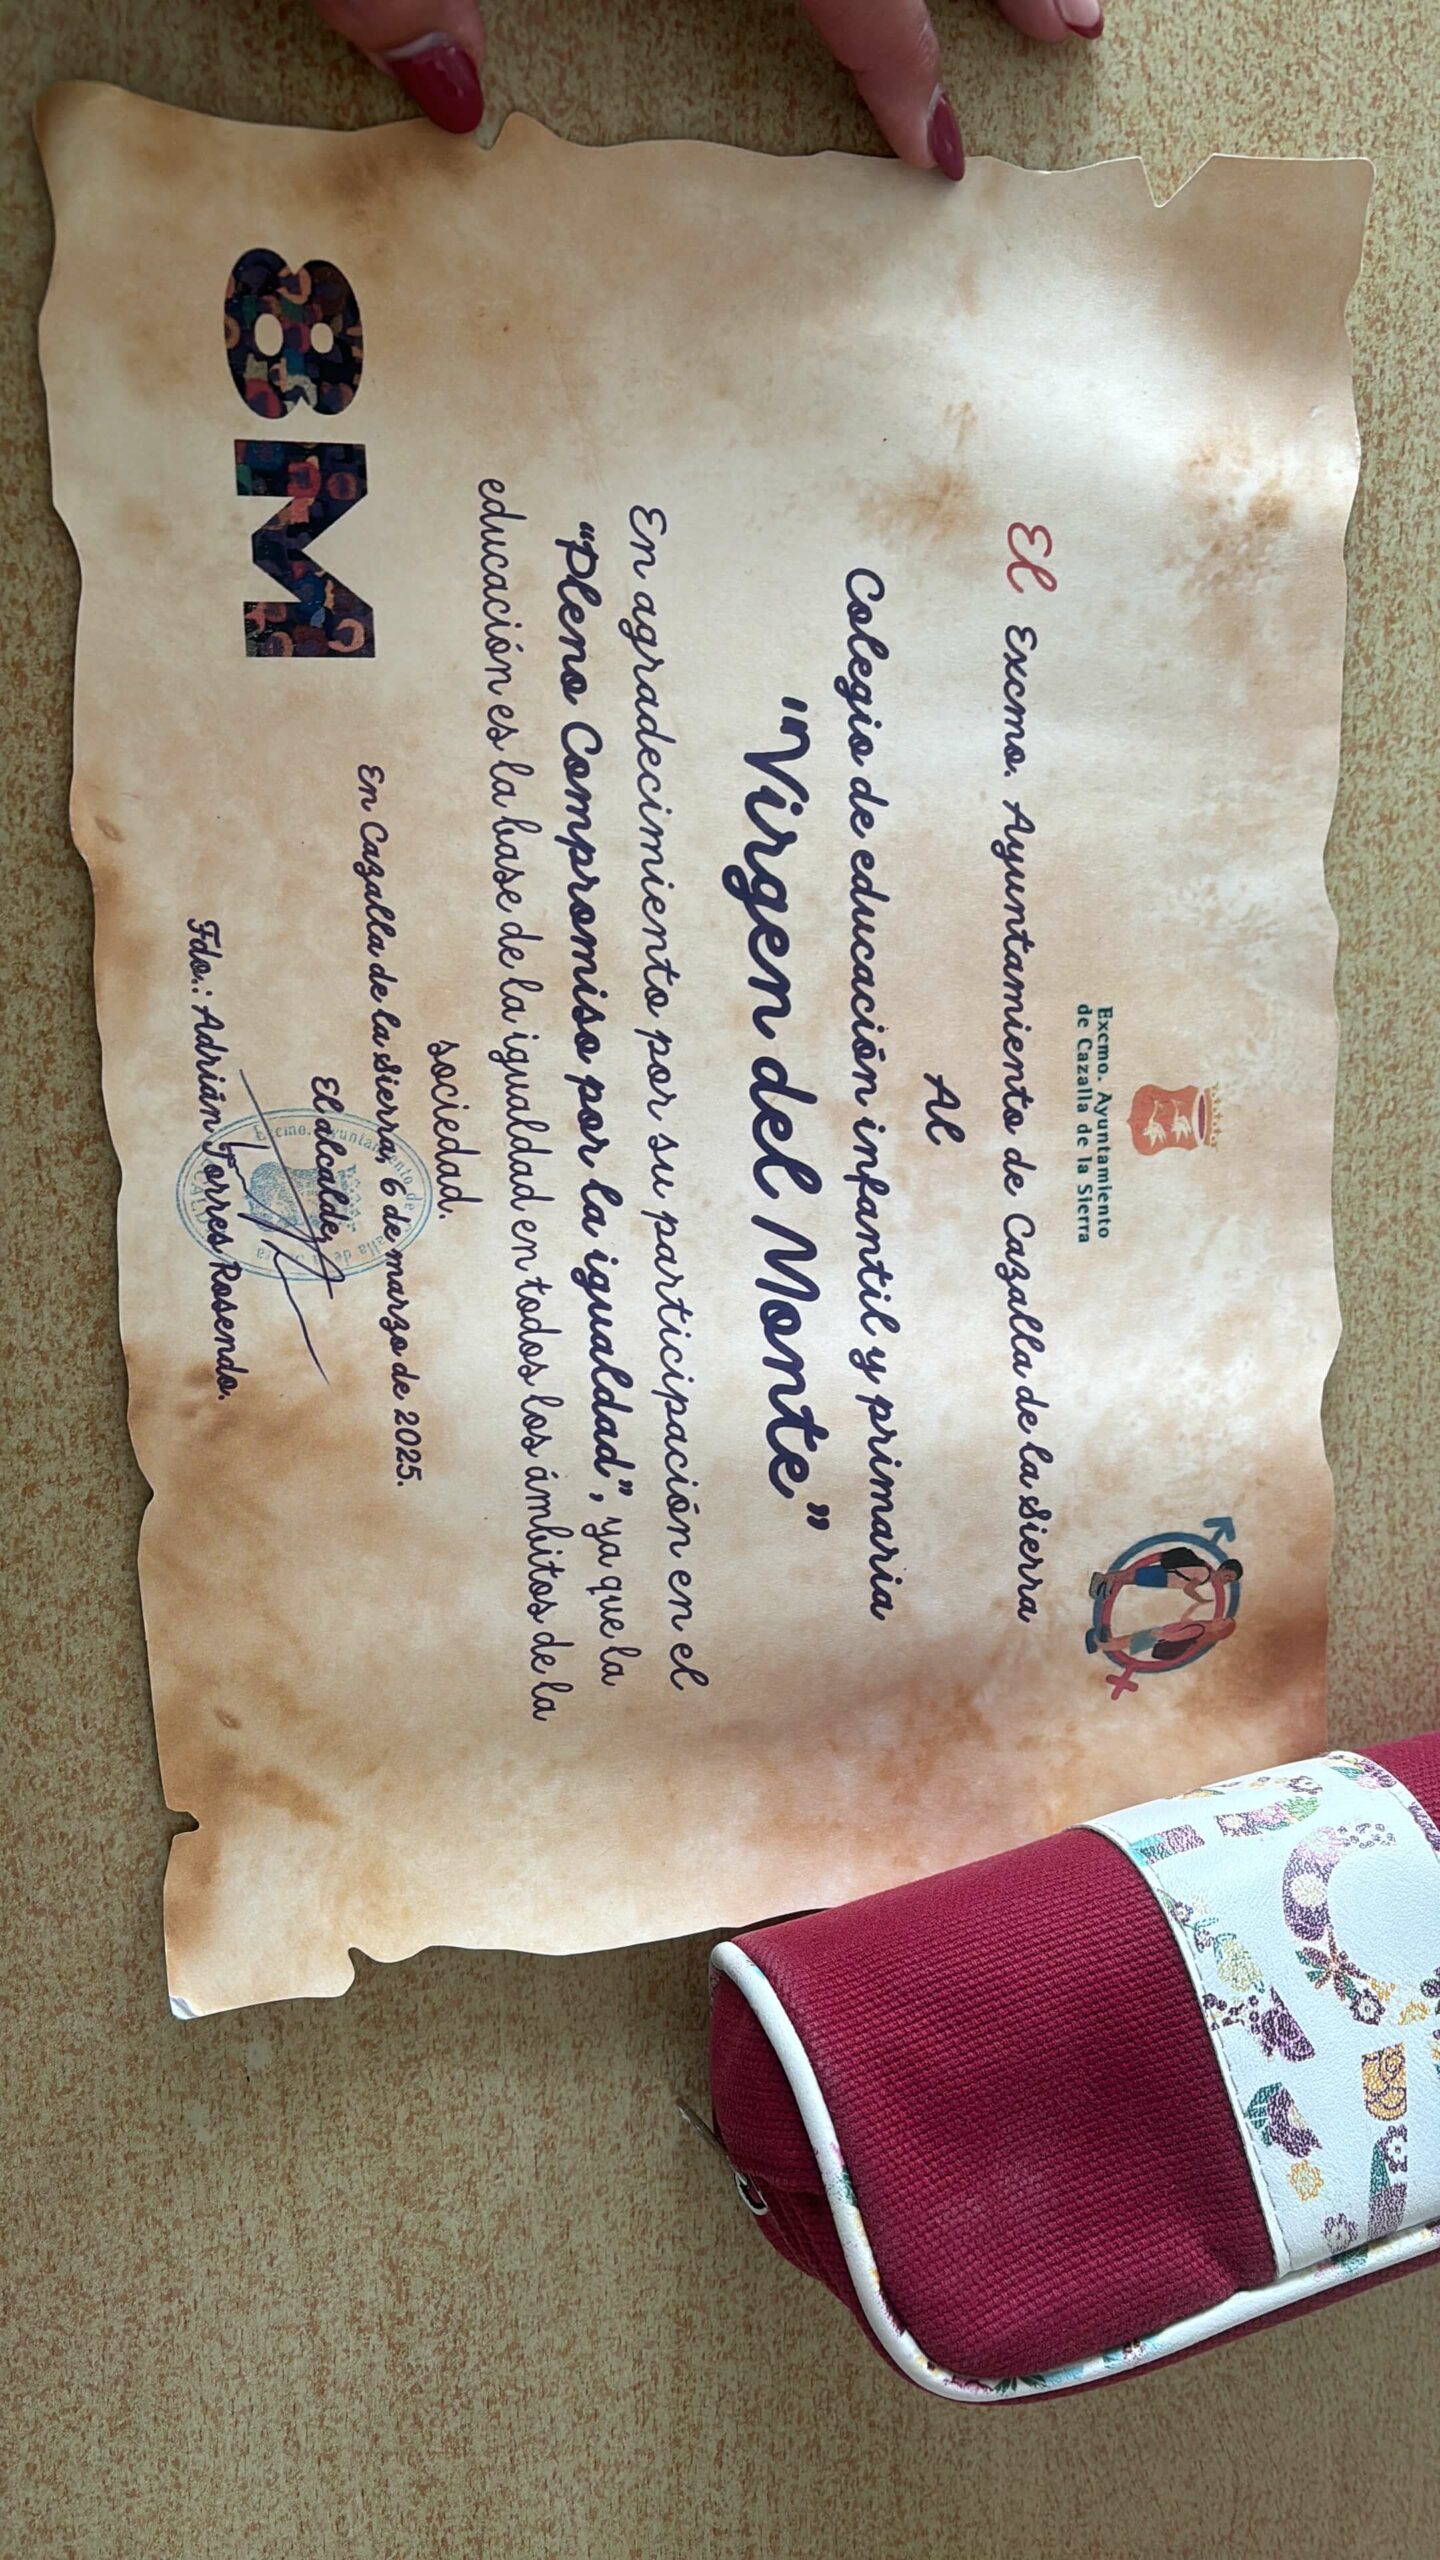 Excmo. Ayuntamiento
de Cazalla de la Sierra
El Excmo. Ayuntamiento de Cazalla de la Sierra
Al
Colegio de educación infantil y primaria
"Virgen del Monte"
En agradecimiento por su participación en el
"Pleno Compromiso por la igualdad", ya que la
educación es la base de la igualdad en todos los ámbitos de la
sociedad.
8M
En Cazalla de la Sierra, 6 de marzo de 2025.
El alcalde,
Fdo.: Adrián Torres Rosendo.
Excmo. Ayuntamiento de